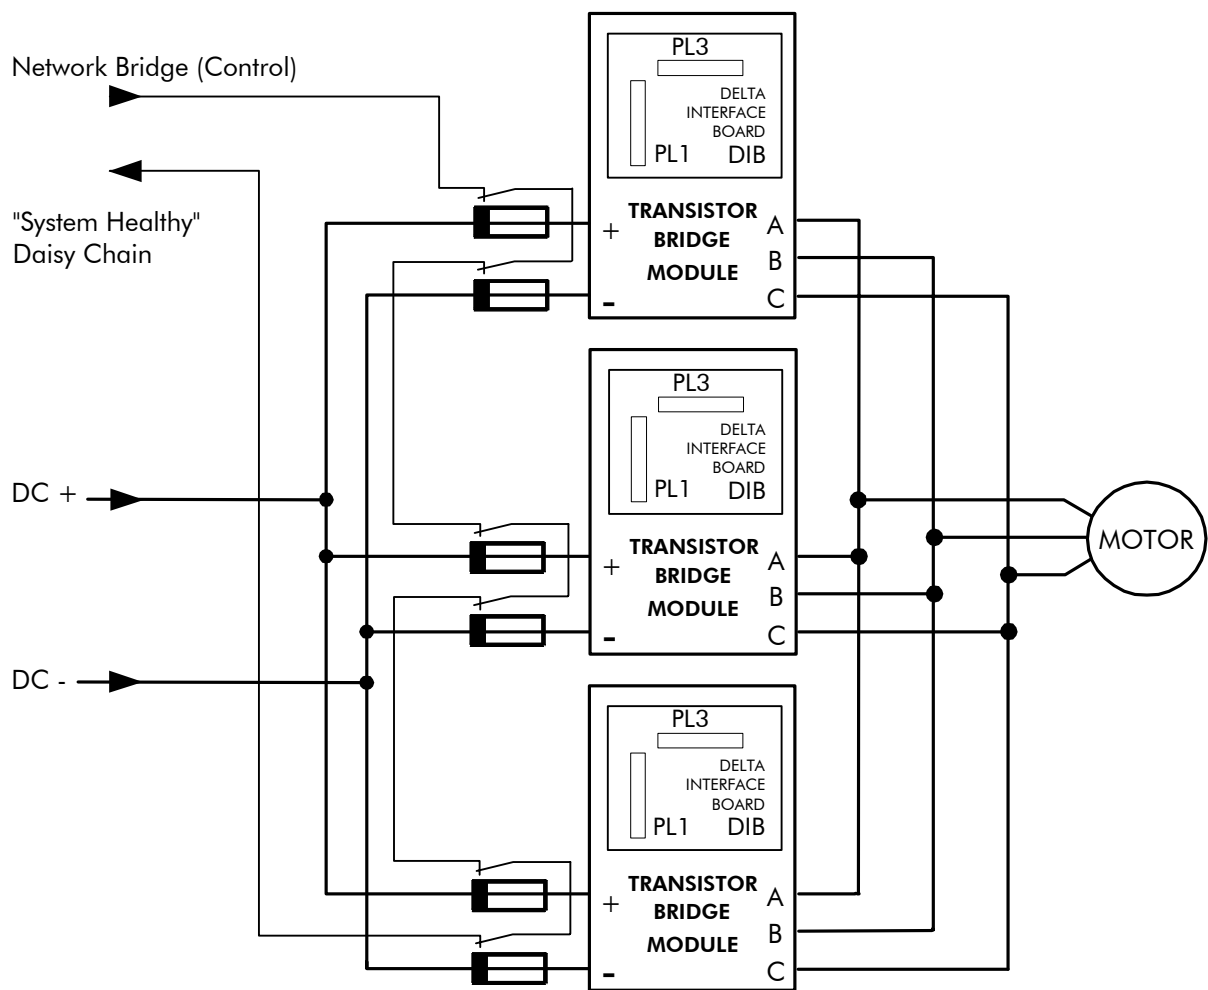 Network Bridge (Control)
"System Healthy"
Daisy Chain
DC +
DC -
PL3
DELTA
INTERFACE
BOARD
PL1 DIB
TRANSISTOR
BRIDGE
MODULE
+
-
A
B
C
PL3
DELTA
INTERFACE
BOARD
PL1 DIB
TRANSISTOR
BRIDGE
MODULE
+
-
A
B
C
MOTOR
PL3
DELTA
INTERFACE
BOARD
PL1 DIB
TRANSISTOR
BRIDGE
MODULE
+
-
A
B
C